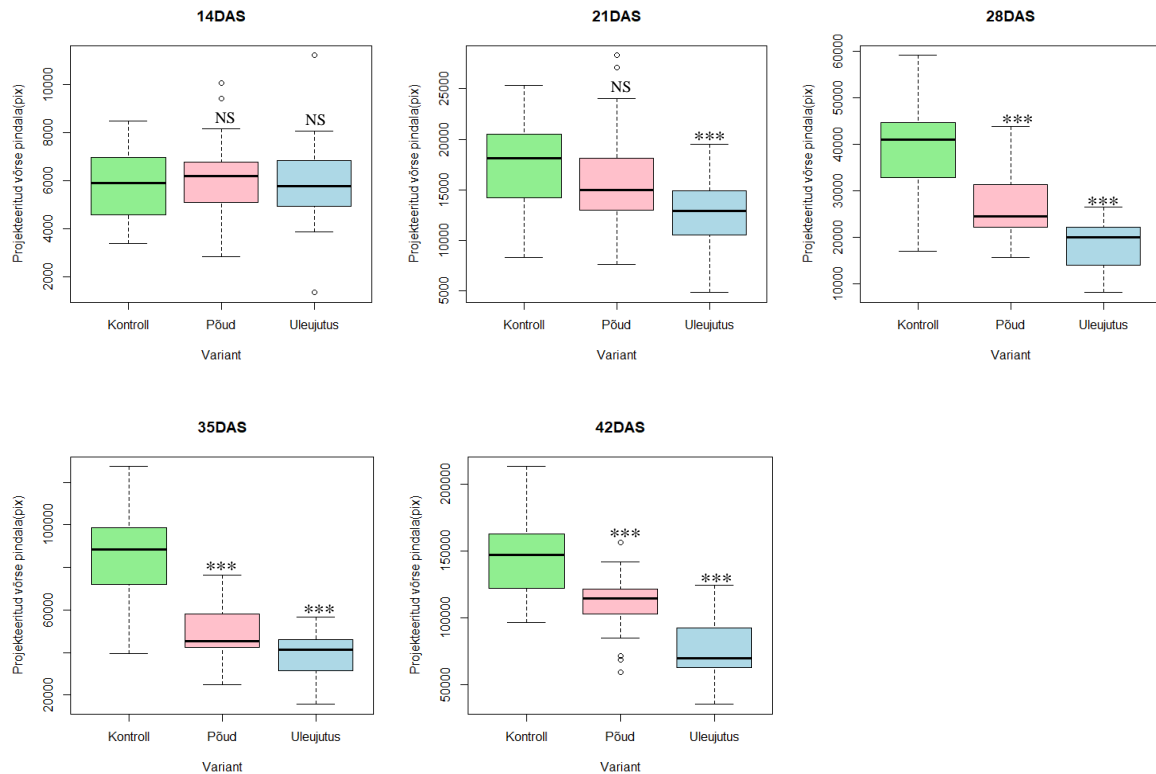 14DAS
Projekteeritud võrse pindala(pix)
10000
8000
6000
4000
2000
NS
NS
Kontroll
Põud
Uleujutus
Variant
21DAS
Projekteeritud võrse pindala(pix)
25000
20000
15000
10000
5000
NS
***
Kontroll
Põud
Uleujutus
Variant
28DAS
Projekteeritud võrse pindala(pix)
60000
50000
40000
30000
20000
10000
***
***
Kontroll
Põud
Uleujutus
Variant
35DAS
Projekteeritud võrse pindala(pix)
100000
60000
20000
***
***
Kontroll
Põud
Uleujutus
Variant
42DAS
Projekteeritud võrse pindala(pix)
200000
150000
100000
50000
***
***
Kontroll
Põud
Uleujutus
Variant